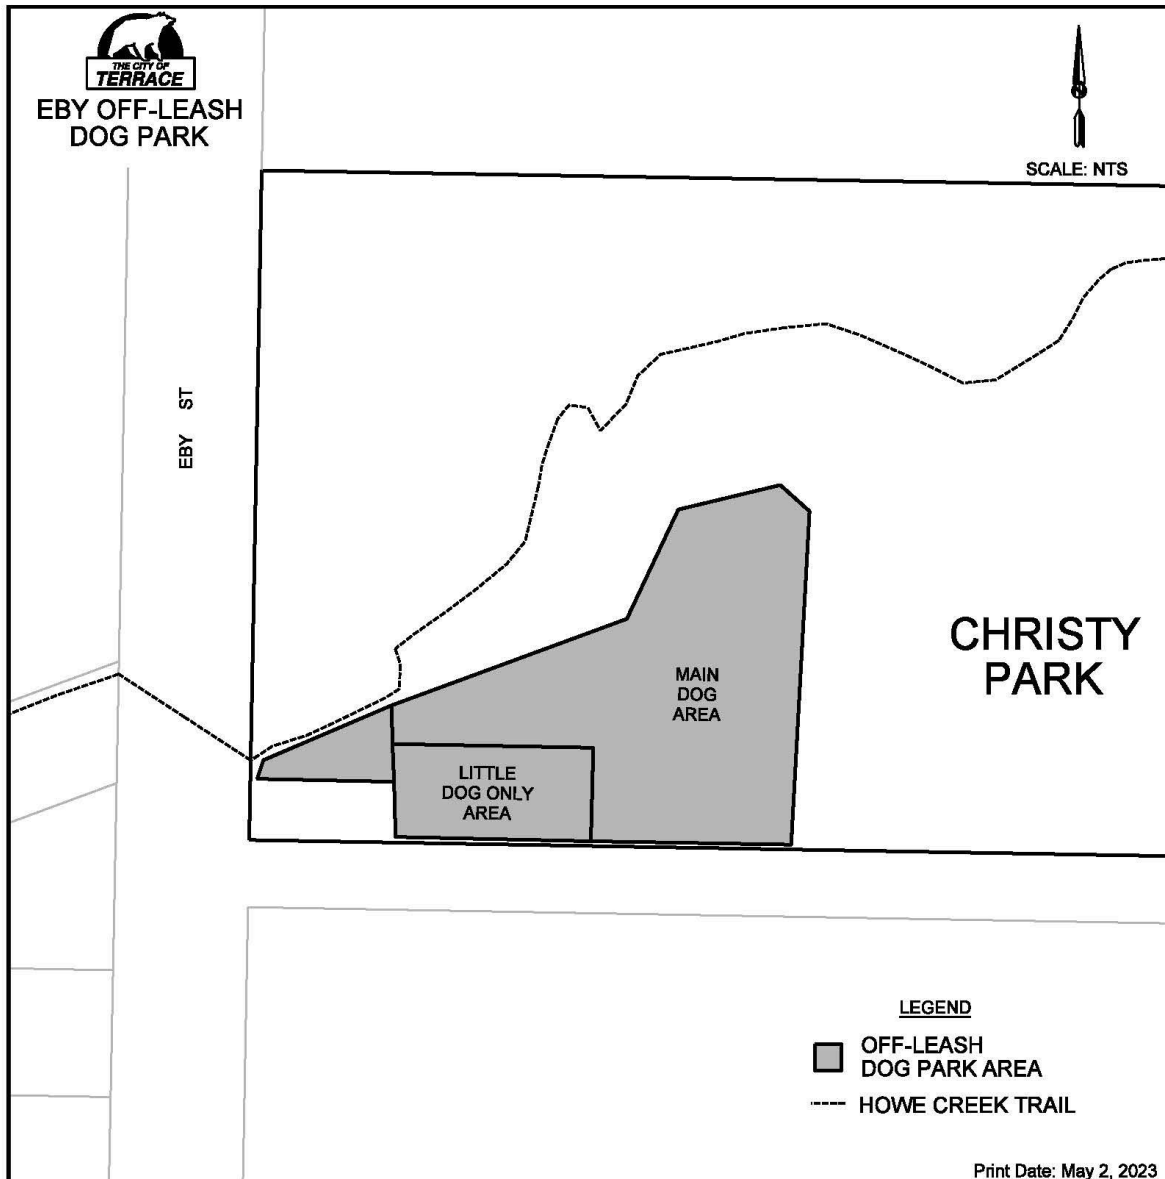 THE CITY OF
TERRACE
EBY OFF-LEASH
DOG PARK
N
SCALE: NTS
EBY ST
CHRISTY
PARK
MAIN
DOG
AREA
LITTLE
DOG ONLY
AREA
LEGEND
OFF-LEASH
DOG PARK AREA
HOWE CREEK TRAIL
Print Date: May 2, 2023